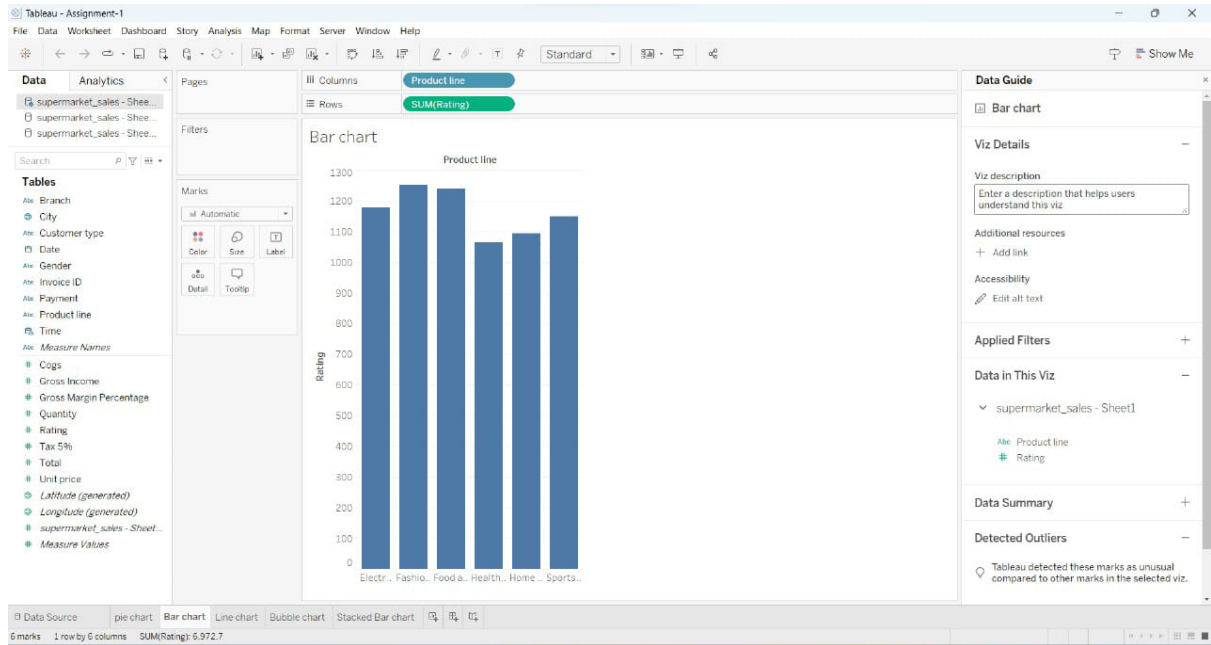 Tableau - Assignment-1
File Data Worksheet Dashboard Story Analysis Map Format Server Window Help
Standard
Show Me
Data Analytics
supermarket_sales - Shee...
supermarket_sales - Shee...
supermarket_sales - Shee...
Search
Tables
Abc Branch
City
Abc Customer type
Date
Abc Gender
Abc Invoice ID
Abc Payment
Abc Product line
Time
Abc Measure Names
# Cogs
# Gross Income
# Gross Margin Percentage
# Quantity
# Rating
# Tax 5%
# Total
# Unit price
Latitude (generated)
Longitude (generated)
# supermarket_sales - Sheet...
# Measure Values
Pages
Filters
Marks
Automatic
Color Size Label
Detail Tooltip
Columns Product line
Rows SUM(Rating)
Bar chart
Product line
1300
1200
1100
1000
900
800
700
600
500
400
300
200
100
0
Rating
Electr.. Fashio.. Food a.. Health.. Home .. Sports..
Data Guide
Bar chart
Viz Details
Viz description
Enter a description that helps users
understand this viz
Additional resources
+ Add link
Accessibility
Edit alt text
Applied Filters
Data in This Viz
supermarket_sales - Sheet1
Abc Product line
# Rating
Data Summary
Detected Outliers
Tableau detected these marks as unusual
compared to other marks in the selected viz.
Data Source pie chart Bar chart Line chart Bubble chart Stacked Bar chart
6 marks 1 row by 6 columns SUM(Rating): 6,972.7